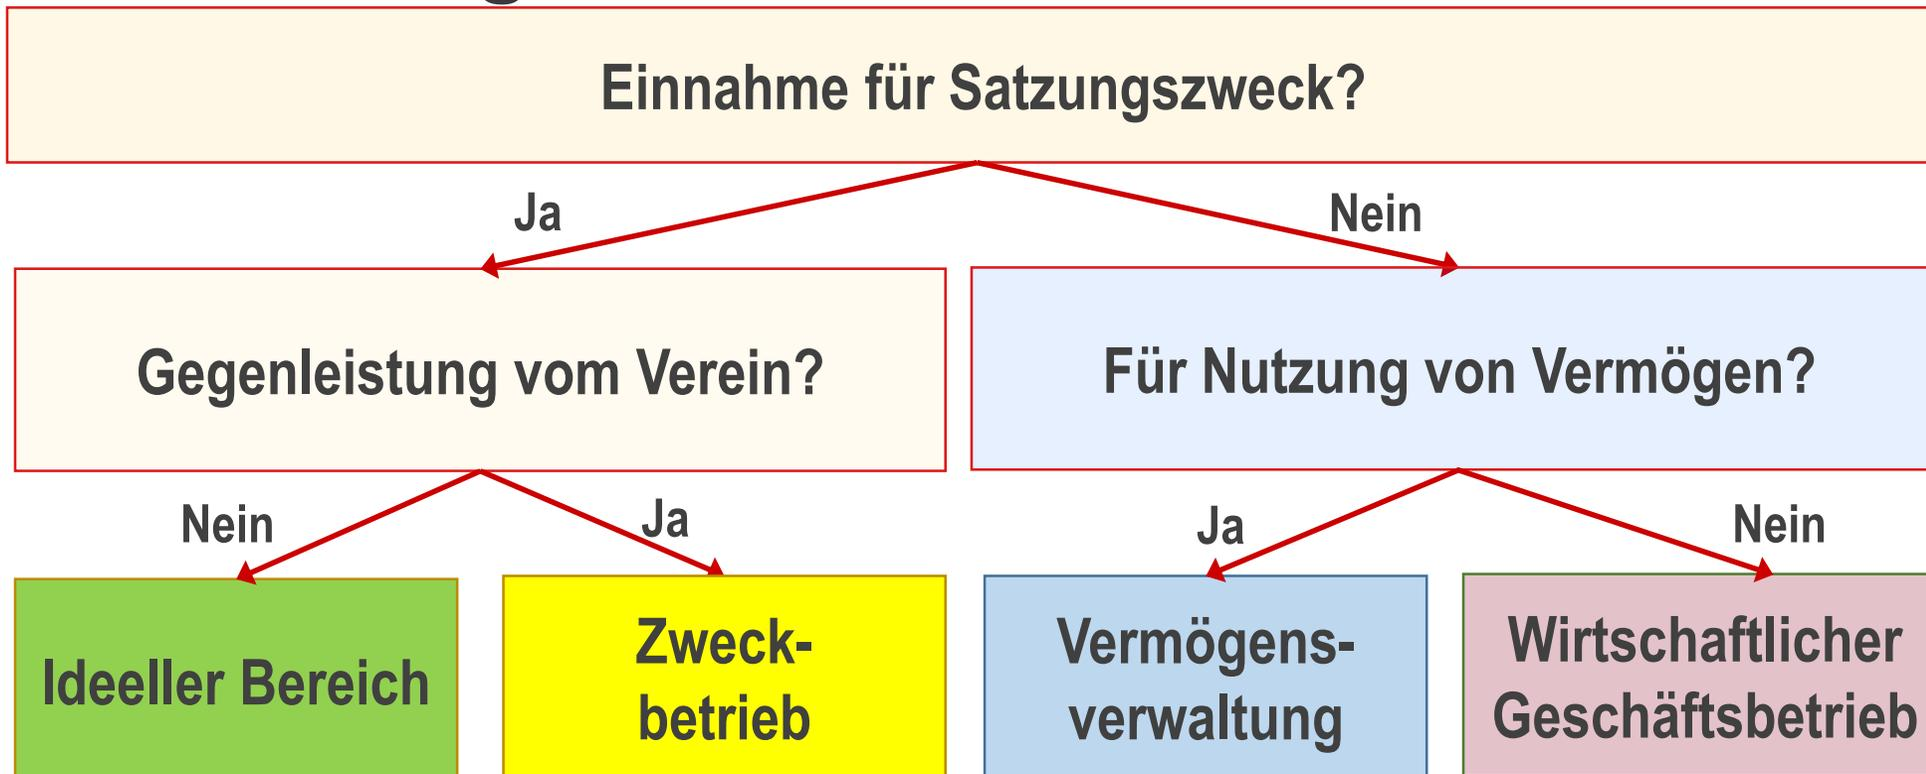 Einnahme für Satzungszweck?
Ja
Nein
Gegenleistung vom Verein?
Für Nutzung von Vermögen?
Nein
Ja
Ja
Nein
Ideeller Bereich
Zweck-
betrieb
Vermögens-
verwaltung
Wirtschaftlicher
Geschäftsbetrieb